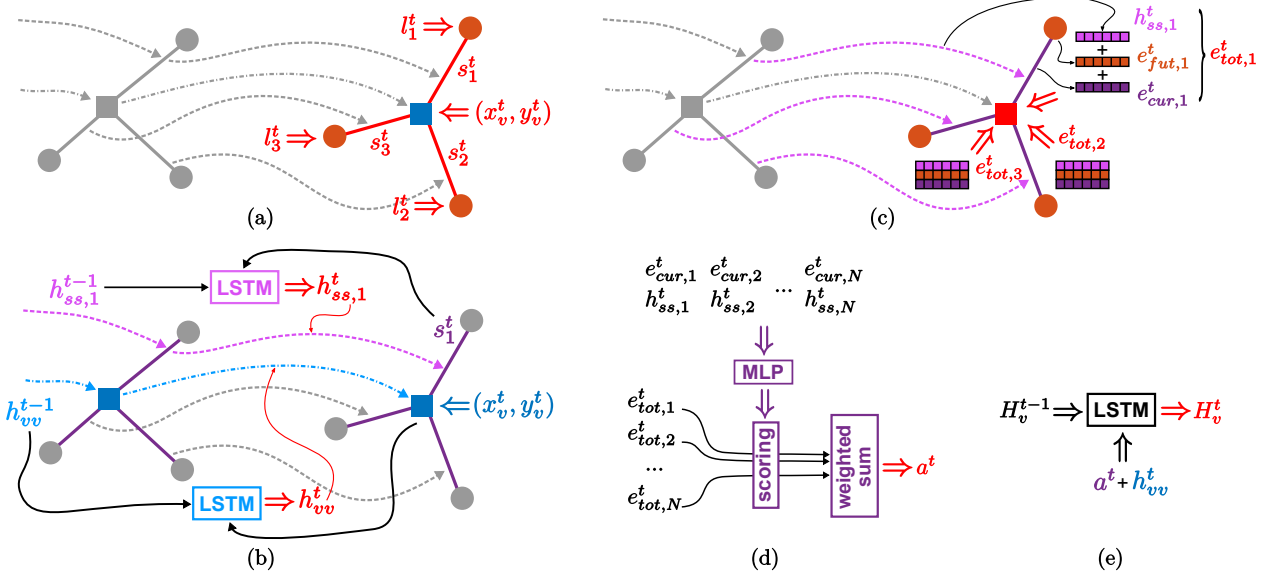 l_1^t ⇒
s_1^t
⇐ (x_v^t, y_v^t)
l_3^t ⇒
s_3^t
s_2^t
l_2^t ⇒
(a)
h_{ss,1}^t
+
e_{fut,1}^t
+
e_{cur,1}^t
e_{tot,1}^t
e_{tot,2}^t
e_{tot,3}^t
(c)
h_{ss,1}^{t-1}
LSTM
⇒ h_{ss,1}^t
s_1^t
h_{vv}^{t-1}
⇐ (x_v^t, y_v^t)
LSTM
⇒ h_{vv}^t
(b)
e_{cur,1}^t e_{cur,2}^t ... e_{cur,N}^t
h_{ss,1}^t h_{ss,2}^t h_{ss,N}^t
MLP
e_{tot,1}^t
e_{tot,2}^t
...
e_{tot,N}^t
scoring
weighted
sum
⇒ a^t
(d)
H_v^{t-1} ⇒ LSTM ⇒ H_v^t
a^t + h_{vv}^t
(e)